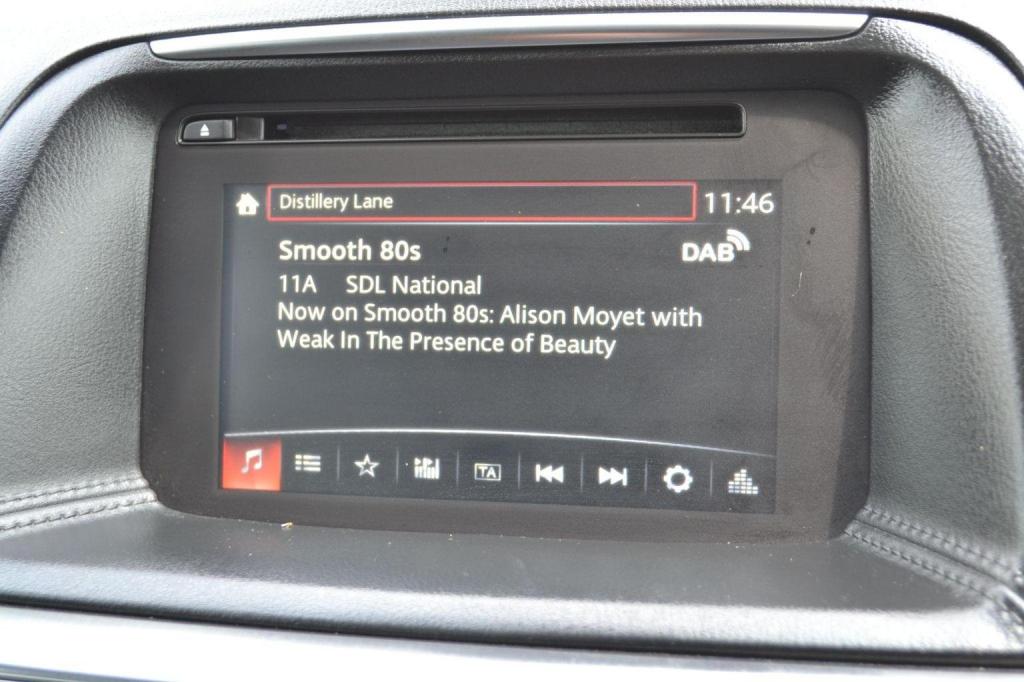 Distillery Lane 11:46
Smooth 80s DAB
11A SDL National
Now on Smooth 80s: Alison Moyet with
Weak In The Presence of Beauty
TA